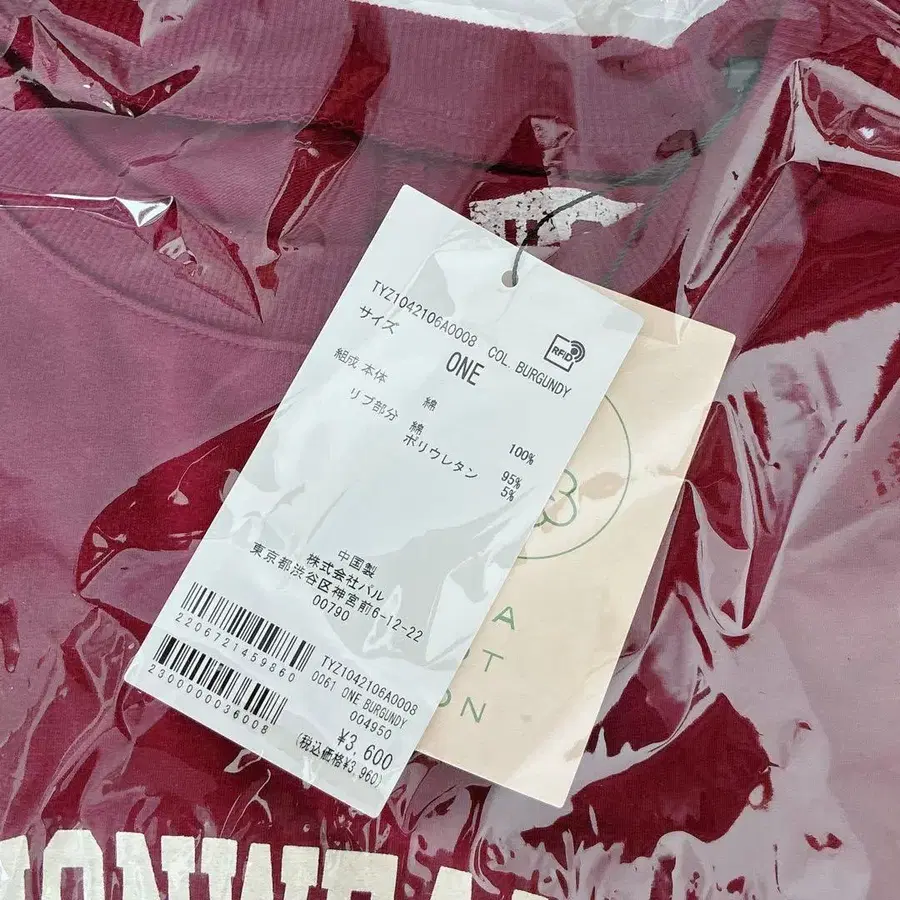 TYZ1042106A0008 COL. BURGUNDY
RFID
サイズ
ONE
組成 本体
綿
100%
リブ部分
綿
95%
ポリウレタン
5%
中国製
株式会社パル
東京都渋谷区神宮前6-12-22
00790
2206721459860
TYZ1042106A0008
0061 ONE BURGUNDY
004950
2300000036008
¥3,600
(税込価格¥3,960)
A
T
ON